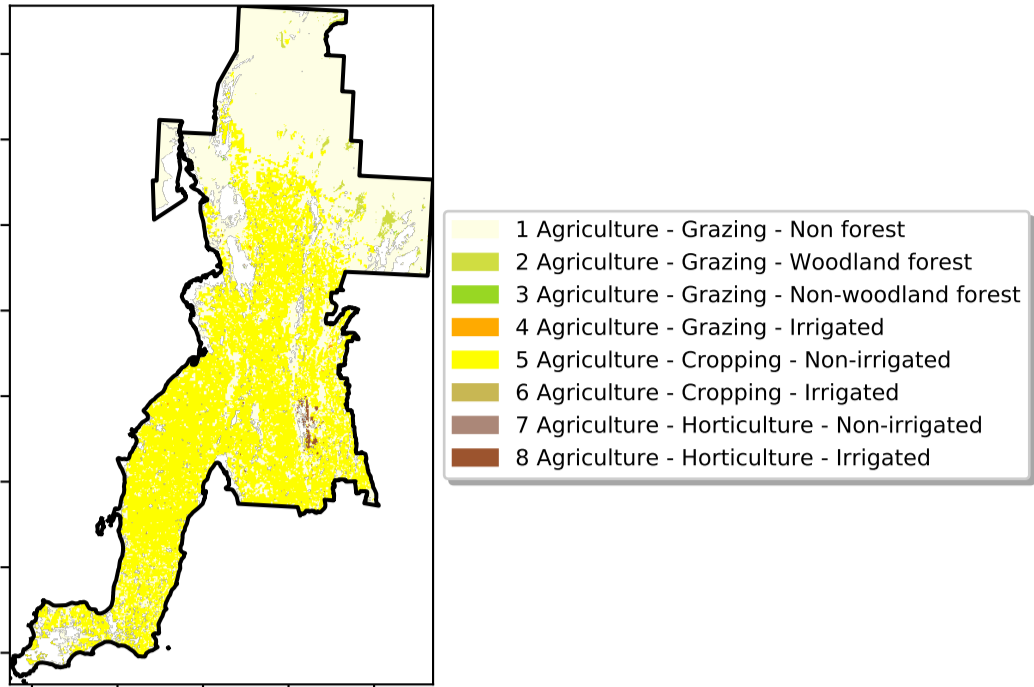 1 Agriculture - Grazing - Non forest
2 Agriculture - Grazing - Woodland forest
3 Agriculture - Grazing - Non-woodland forest
4 Agriculture - Grazing - Irrigated
5 Agriculture - Cropping - Non-irrigated
6 Agriculture - Cropping - Irrigated
7 Agriculture - Horticulture - Non-irrigated
8 Agriculture - Horticulture - Irrigated